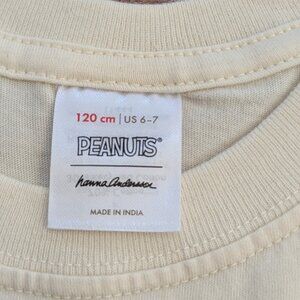 120 cm | US 6-7
PEANUTS®
hanna andersson
MADE IN INDIA